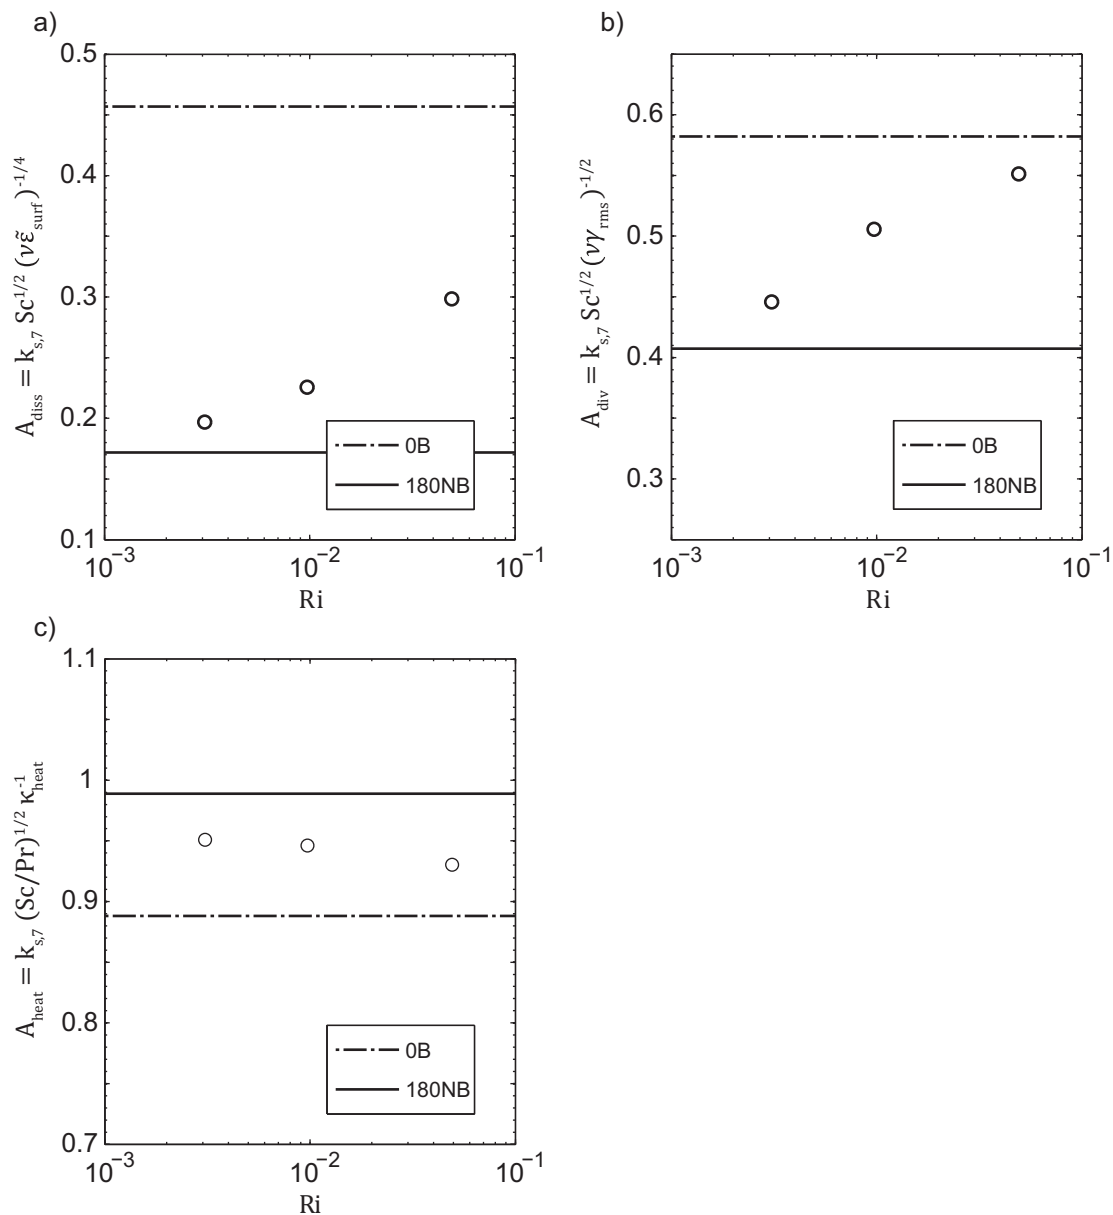 a)
0.5
0.4
0.3
0.2
0.1
A_diss = k_s,7 Sc^1/2 (νε̃_surf)^-1/4
0B
180NB
10^-3 10^-2 10^-1
Ri
b)
0.6
0.5
0.4
0.3
A_div = k_s,7 Sc^1/2 (νγ_rms)^-1/2
0B
180NB
10^-3 10^-2 10^-1
Ri
c)
1.1
1
0.9
0.8
0.7
A_heat = k_s,7 (Sc/Pr)^1/2 κ^-1_heat
0B
180NB
10^-3 10^-2 10^-1
Ri